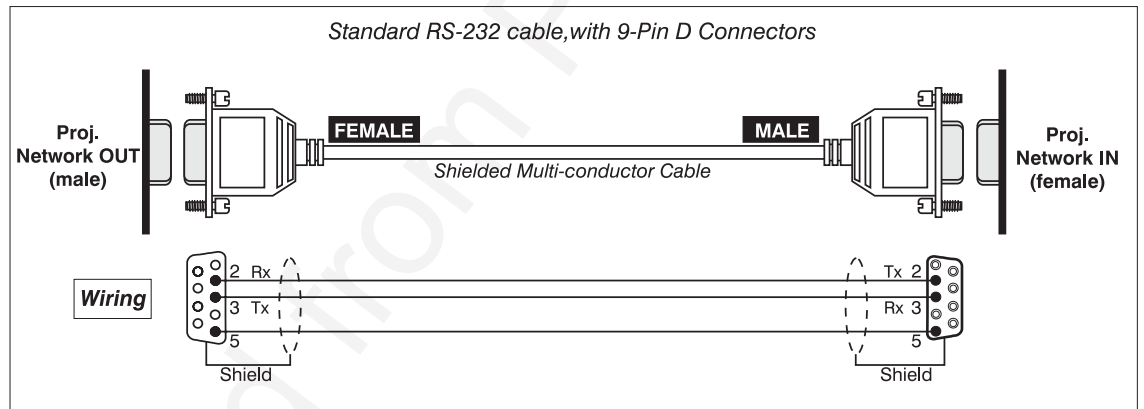 Standard RS-232 cable,with 9-Pin D Connectors
Proj.
Network OUT
(male)
FEMALE
MALE
Shielded Multi-conductor Cable
Proj.
Network IN
(female)
Wiring
2 Rx
Tx 2
3 Tx
Rx 3
5
5
Shield
Shield